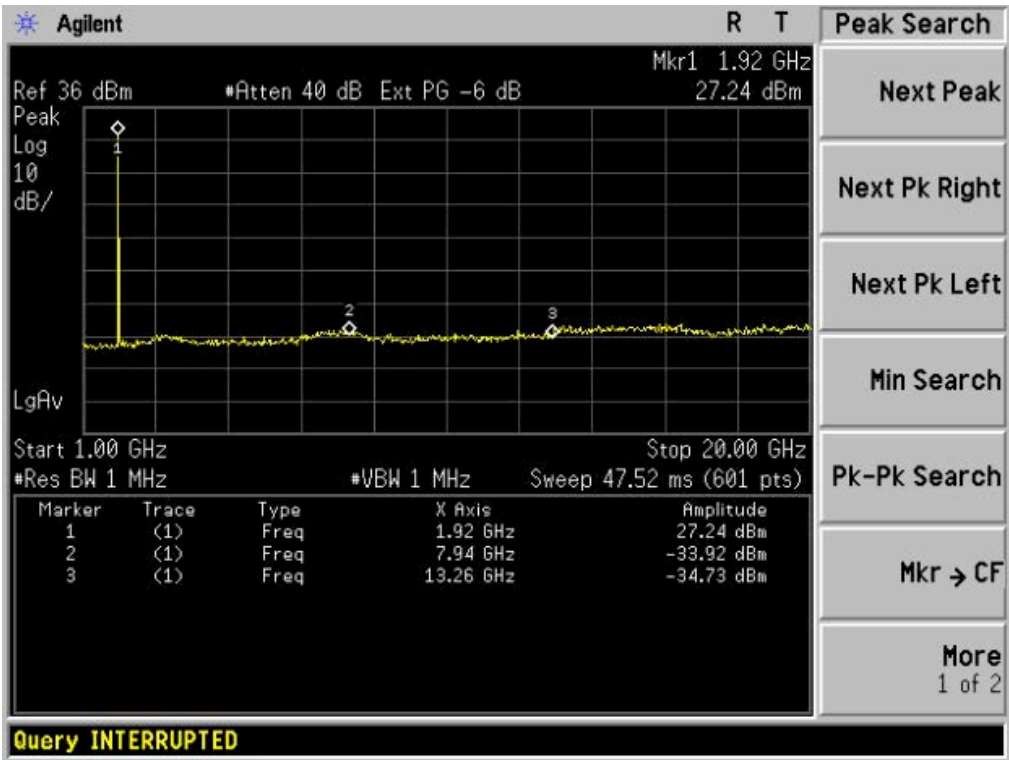 Agilent R T Peak Search
Mkr1 1.92 GHz
Ref 36 dBm #Atten 40 dB Ext PG -6 dB 27.24 dBm
Peak
Log
10
dB/
1
2
3
LgAv
Start 1.00 GHz Stop 20.00 GHz
#Res BW 1 MHz #VBW 1 MHz Sweep 47.52 ms (601 pts)
Marker Trace Type X Axis Amplitude
1 (1) Freq 1.92 GHz 27.24 dBm
2 (1) Freq 7.94 GHz -33.92 dBm
3 (1) Freq 13.26 GHz -34.73 dBm
Next Peak
Next Pk Right
Next Pk Left
Min Search
Pk-Pk Search
Mkr → CF
More
1 of 2
Query INTERRUPTED